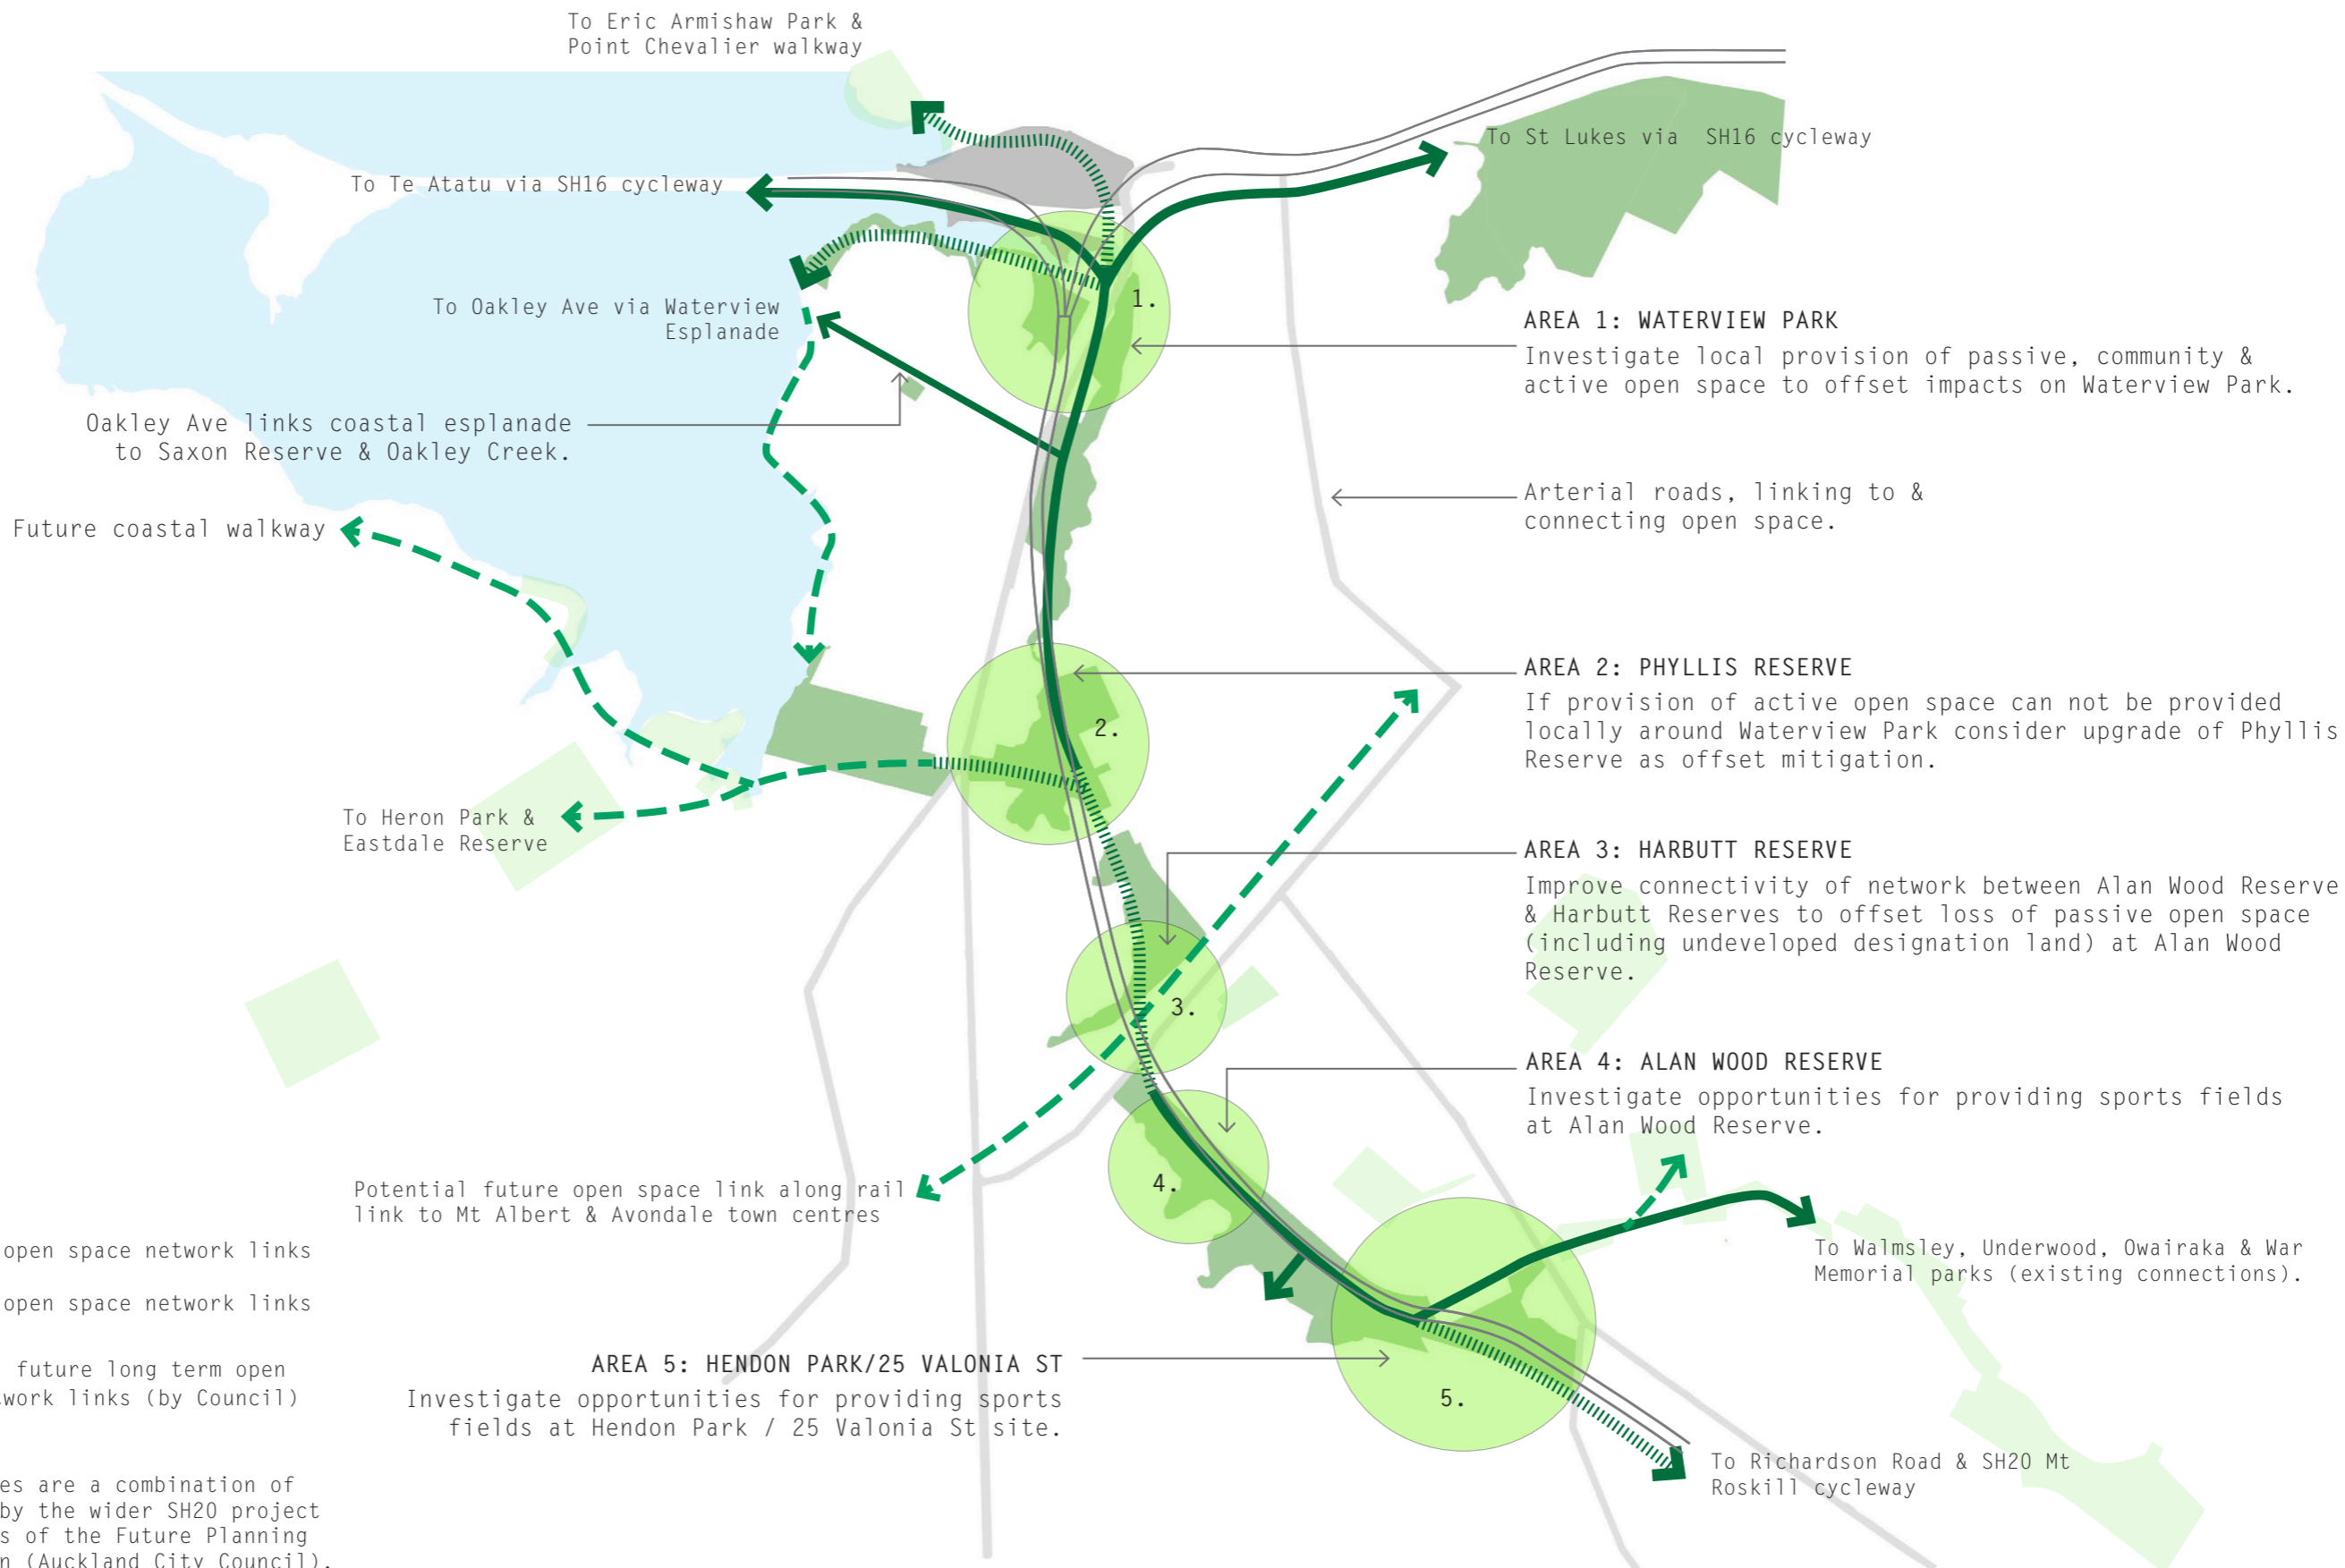 To Eric Armishaw Park &
Point Chevalier walkway
To St Lukes via SH16 cycleway
To Te Atatu via SH16 cycleway
To Oakley Ave via Waterview
Esplanade
1.
AREA 1: WATERVIEW PARK
Investigate local provision of passive, community &
active open space to offset impacts on Waterview Park.
Oakley Ave links coastal esplanade
to Saxon Reserve & Oakley Creek.
Arterial roads, linking to &
connecting open space.
Future coastal walkway
AREA 2: PHYLLIS RESERVE
If provision of active open space can not be provided
locally around Waterview Park consider upgrade of Phyllis
Reserve as offset mitigation.
2.
To Heron Park &
Eastdale Reserve
AREA 3: HARBUTT RESERVE
Improve connectivity of network between Alan Wood Reserve
& Harbutt Reserves to offset loss of passive open space
(including undeveloped designation land) at Alan Wood
Reserve.
3.
AREA 4: ALAN WOOD RESERVE
Investigate opportunities for providing sports fields
at Alan Wood Reserve.
4.
Potential future open space link along rail
link to Mt Albert & Avondale town centres
To Walmsley, Underwood, Owairaka & War
Memorial parks (existing connections).
open space network links
open space network links
future long term open
work links (by Council)
AREA 5: HENDON PARK/25 VALONIA ST
Investigate opportunities for providing sports
fields at Hendon Park / 25 Valonia St site.
5.
To Richardson Road & SH20 Mt
Roskill cycleway
es are a combination of
by the wider SH20 project
s of the Future Planning
n (Auckland City Council).